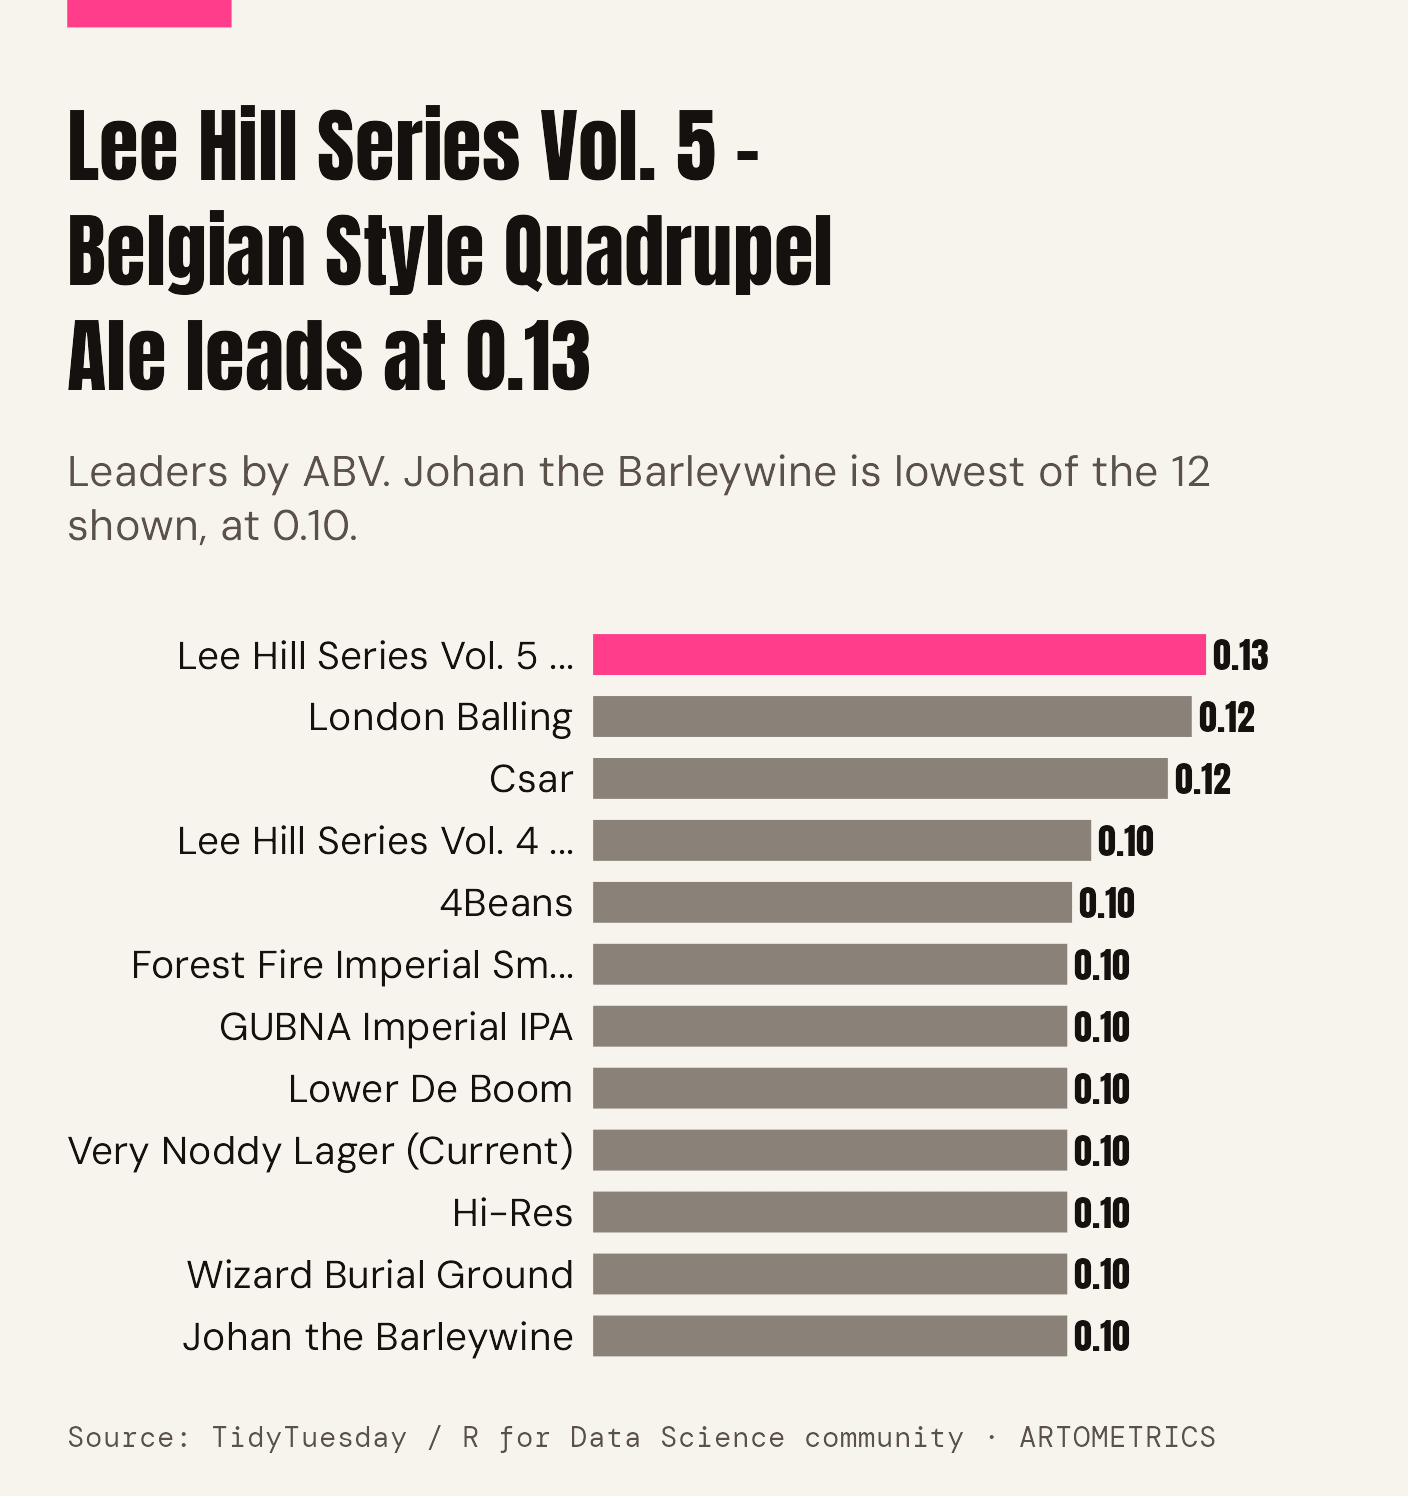 Lee Hill Series Vol. 5 -
Belgian Style Quadrupel
Ale leads at 0.13
Leaders by ABV. Johan the Barleywine is lowest of the 12
shown, at 0.10.
Lee Hill Series Vol. 5 ... 0.13
London Balling 0.12
Csar 0.12
Lee Hill Series Vol. 4 ... 0.10
4Beans 0.10
Forest Fire Imperial Sm... 0.10
GUBNA Imperial IPA 0.10
Lower De Boom 0.10
Very Noddy Lager (Current) 0.10
Hi-Res 0.10
Wizard Burial Ground 0.10
Johan the Barleywine 0.10
Source: TidyTuesday / R for Data Science community · ARTOMETRICS